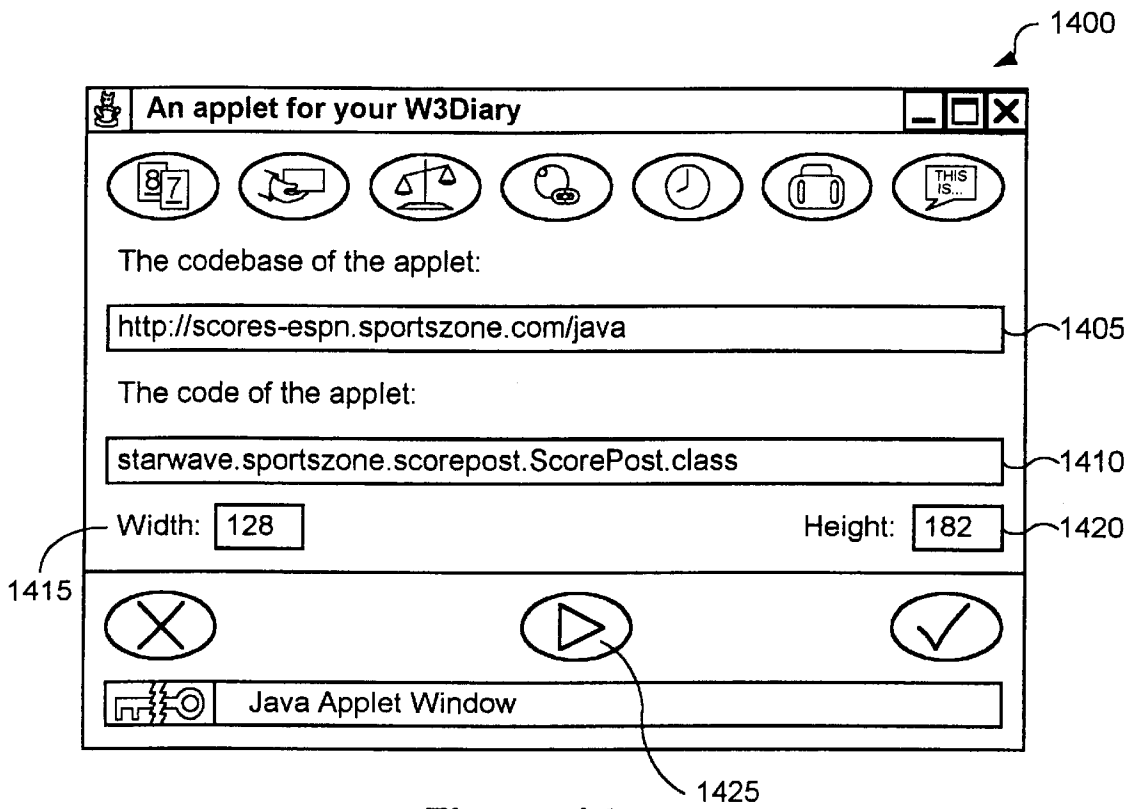 1400
An applet for your W3Diary
8 7
THIS
IS...
The codebase of the applet:
http://scores-espn.sportszone.com/java
1405
The code of the applet:
starwave.sportszone.scorepost.ScorePost.class
1410
Width: 128
Height: 182
1420
1415
Java Applet Window
1425